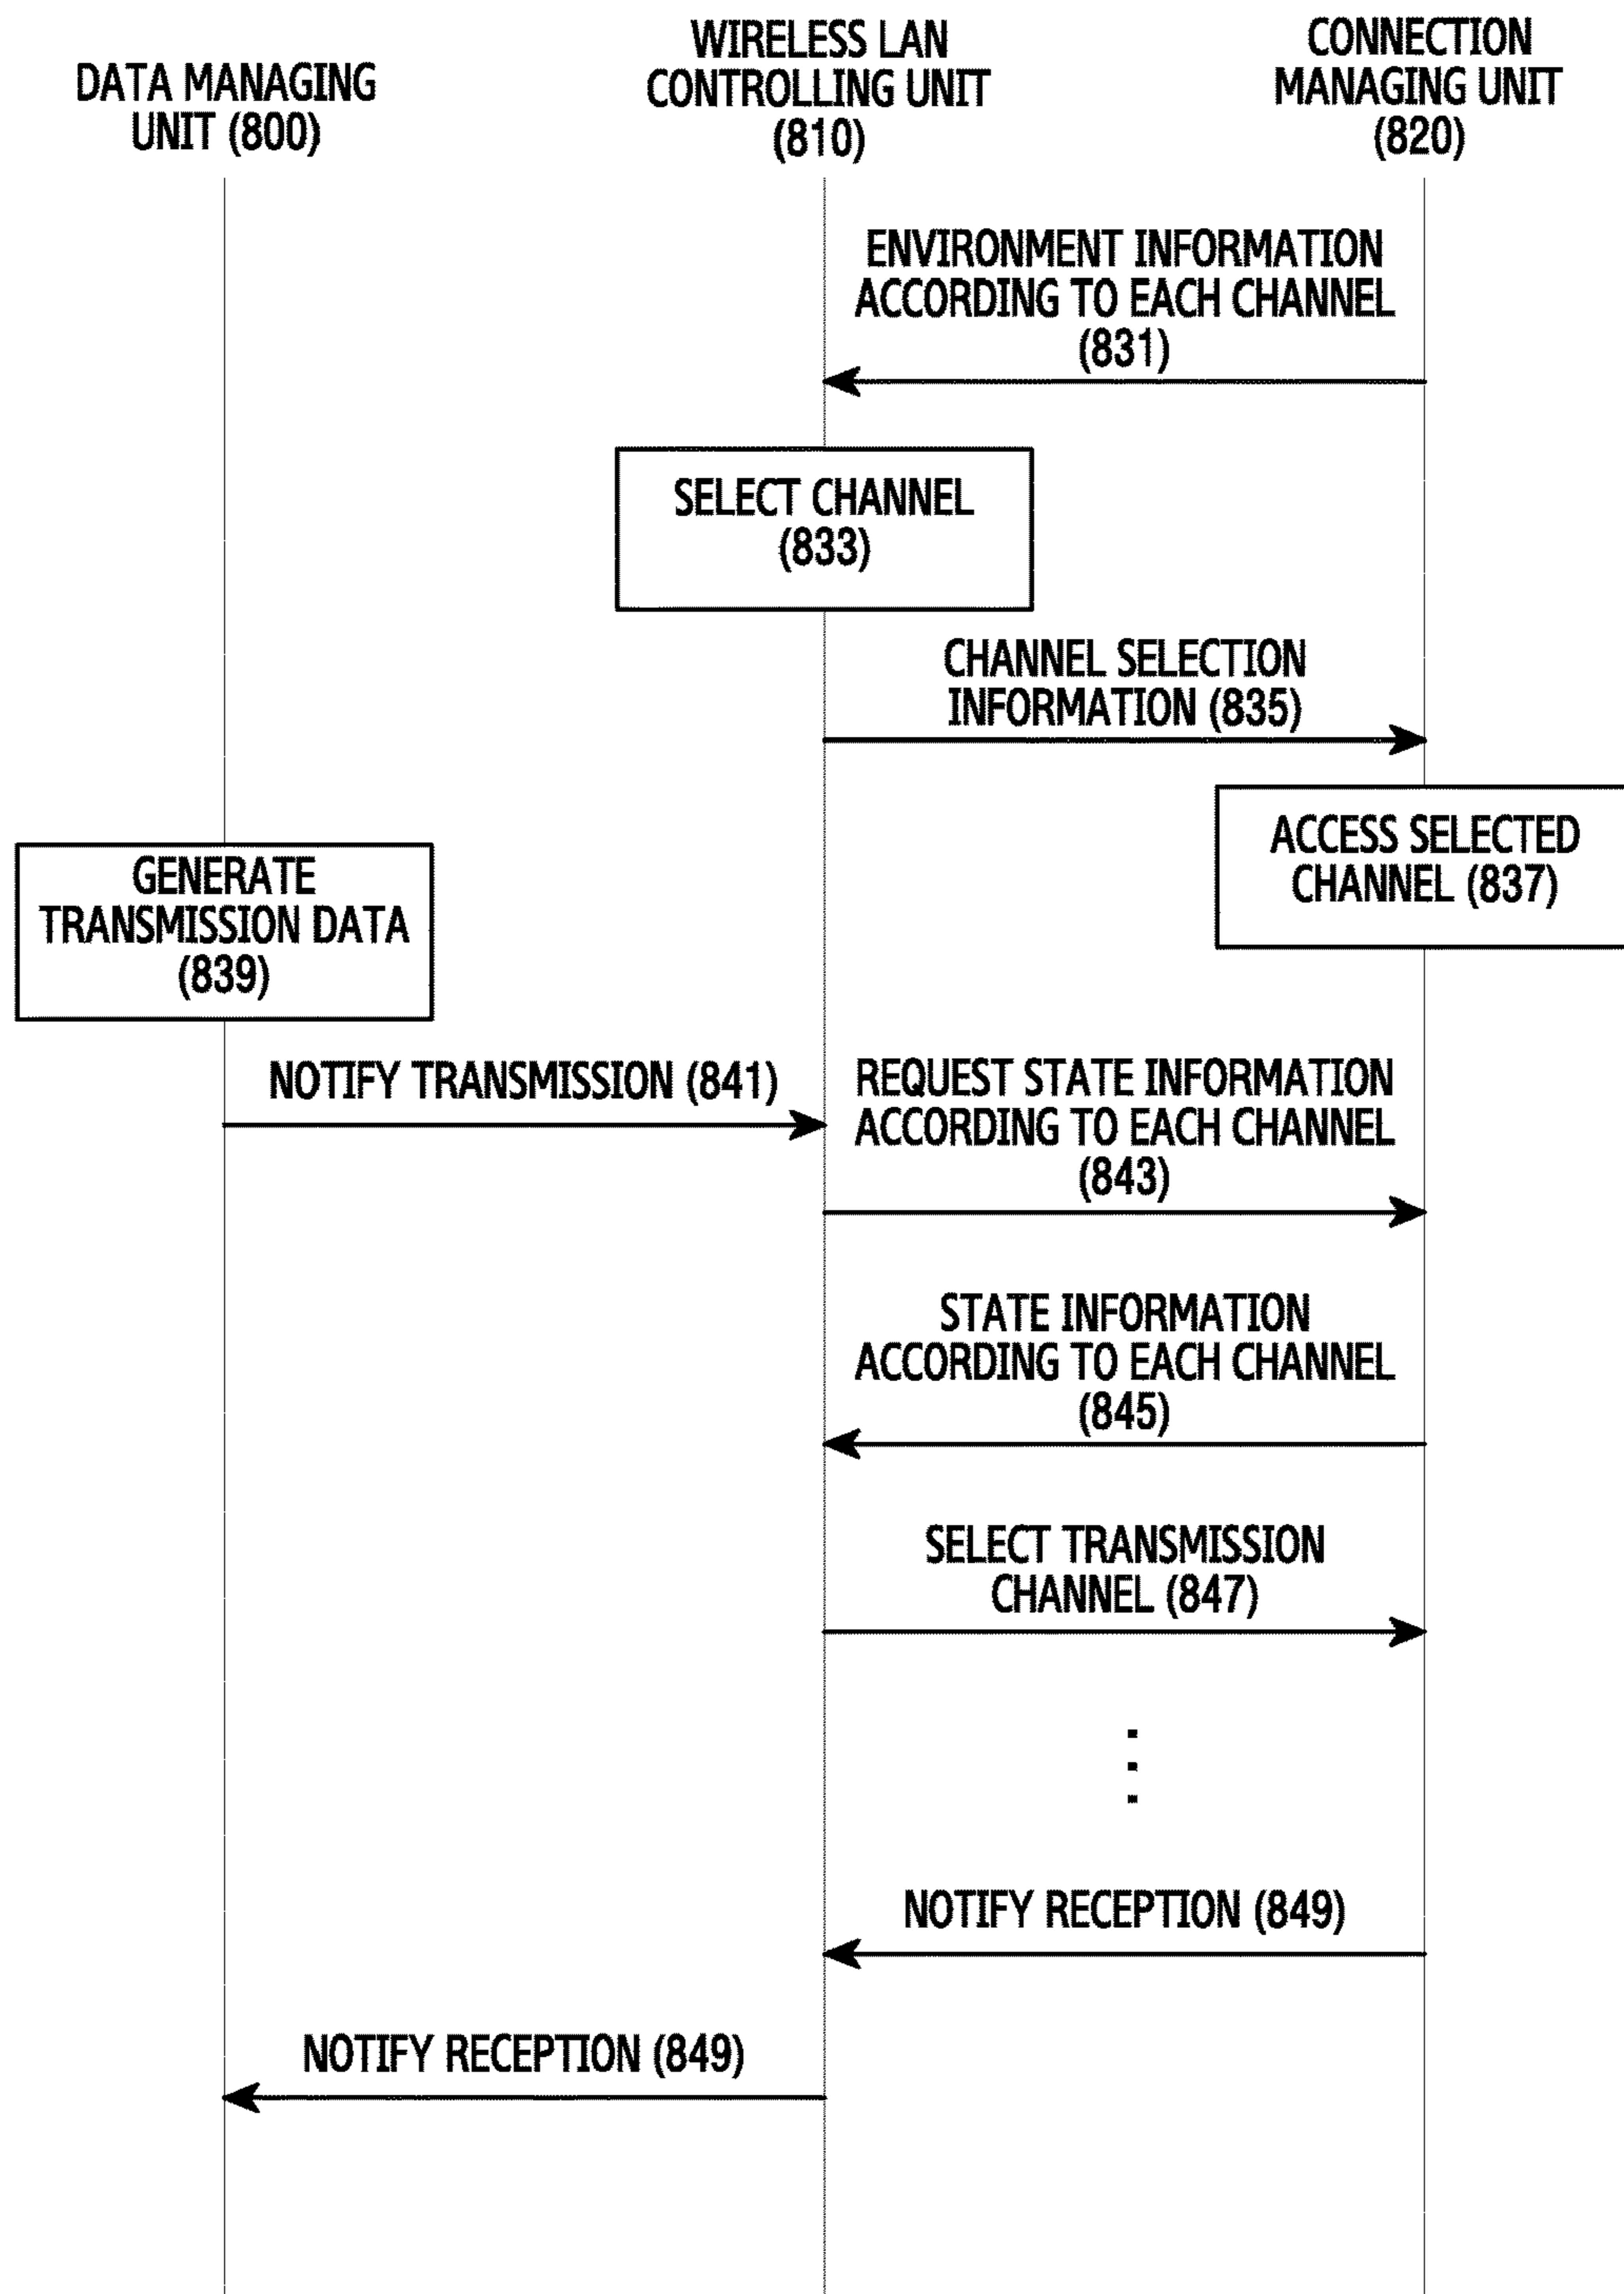 DATA MANAGING
UNIT (800)
WIRELESS LAN
CONTROLLING UNIT
(810)
CONNECTION
MANAGING UNIT
(820)
ENVIRONMENT INFORMATION
ACCORDING TO EACH CHANNEL
(831)
SELECT CHANNEL
(833)
CHANNEL SELECTION
INFORMATION (835)
ACCESS SELECTED
CHANNEL (837)
GENERATE
TRANSMISSION DATA
(839)
NOTIFY TRANSMISSION (841)
REQUEST STATE INFORMATION
ACCORDING TO EACH CHANNEL
(843)
STATE INFORMATION
ACCORDING TO EACH CHANNEL
(845)
SELECT TRANSMISSION
CHANNEL (847)
NOTIFY RECEPTION (849)
NOTIFY RECEPTION (849)